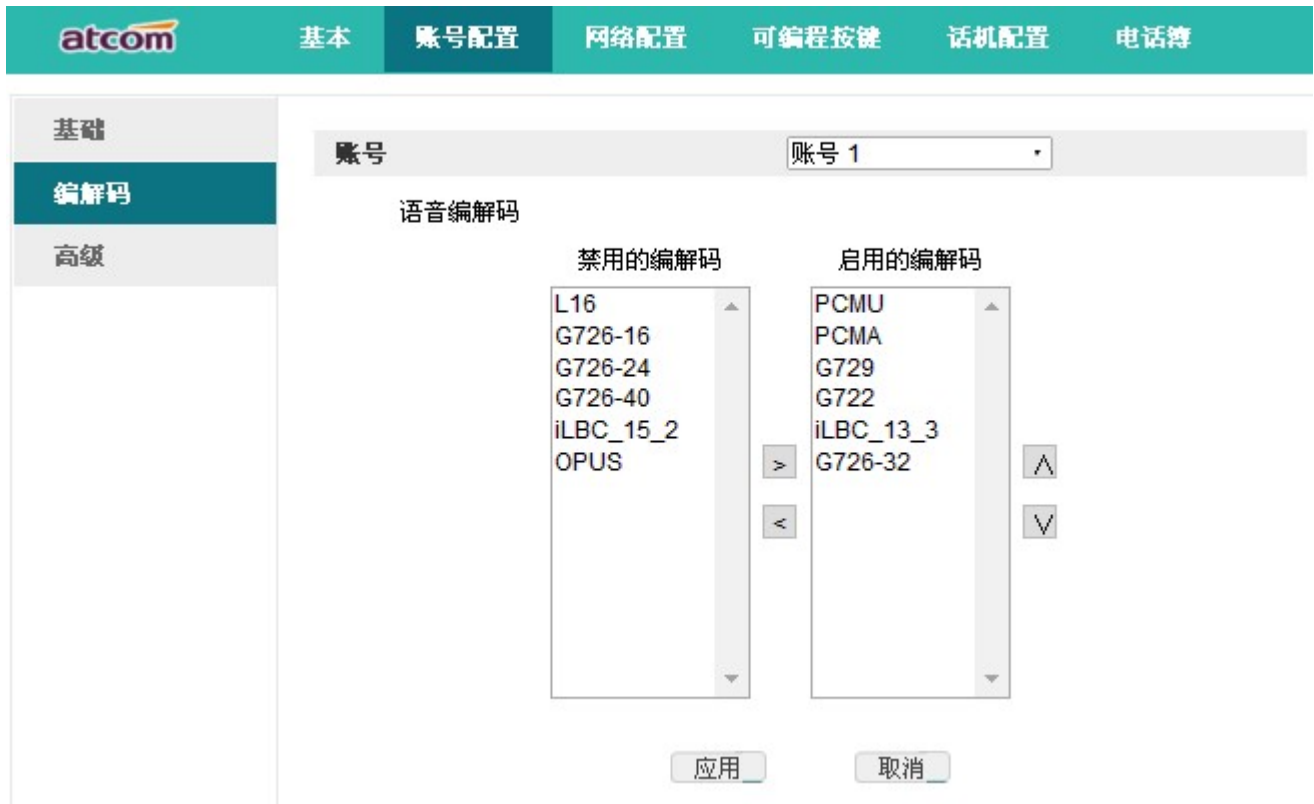 atcom 基本 账号配置 网络配置 可编程按键 话机配置 电话簿
基础
编解码
高级
账号 账号 1
语音编解码
禁用的编解码 启用的编解码
L16 PCMU
G726-16 PCMA
G726-24 G729
G726-40 G722
iLBC_15_2 iLBC_13_3
OPUS > G726-32 ⋀
< ⋁
应用 取消